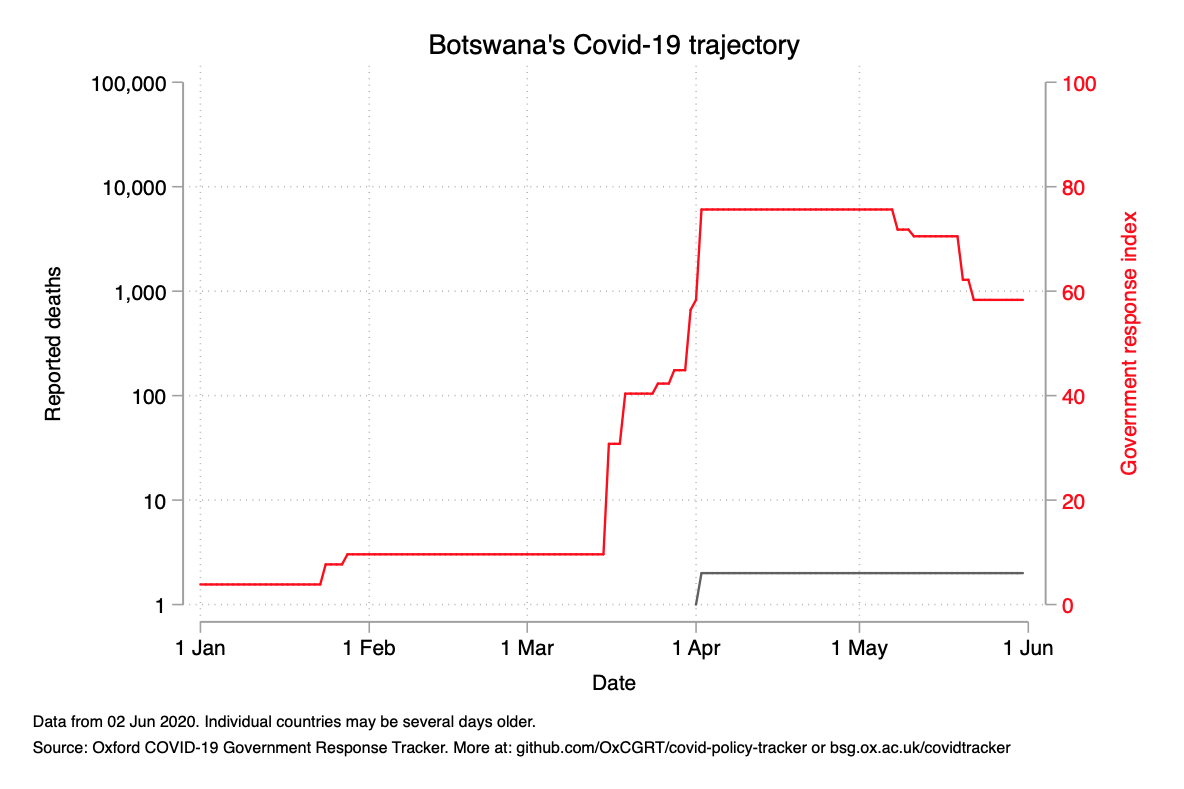 Botswana's Covid-19 trajectory
100,000
10,000
1,000
100
10
1
Reported deaths
100
80
60
40
20
0
Government response index
1 Jan
1 Feb
1 Mar
1 Apr
1 May
1 Jun
Date
Data from 02 Jun 2020. Individual countries may be several days older.
Source: Oxford COVID-19 Government Response Tracker. More at: github.com/OxCGRT/covid-policy-tracker or bsg.ox.ac.uk/covidtracker